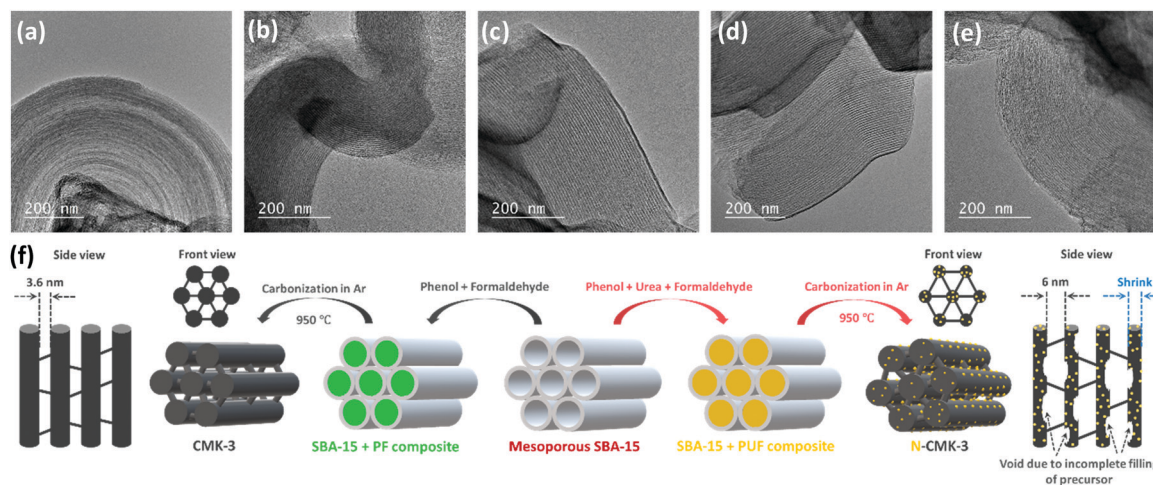 (a)
(b)
(c)
(d)
(e)
200 nm
200 nm
200 nm
200 nm
200 nm
(f)
Side view
Front view
Front view
Side view
3.6 nm
Carbonization in Ar
950 °C
Phenol + Formaldehyde
Phenol + Urea + Formaldehyde
Carbonization in Ar
950 °C
6 nm
Shrink
CMK-3
SBA-15 + PF composite
Mesoporous SBA-15
SBA-15 + PUF composite
N-CMK-3
Void due to incomplete filling
of precursor